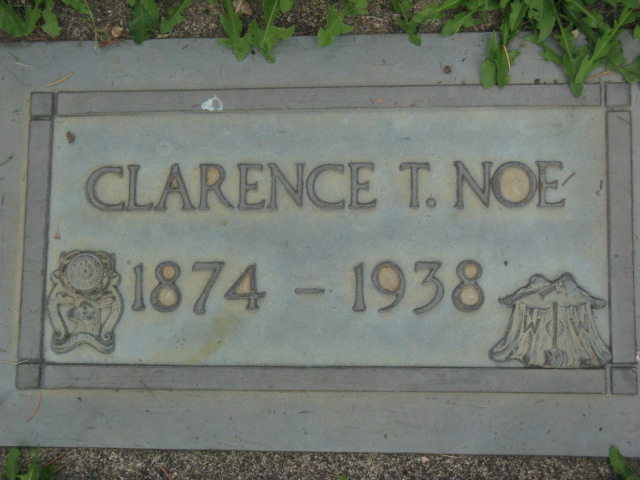 CLARENCE T. NOE
1874 - 1938
W W